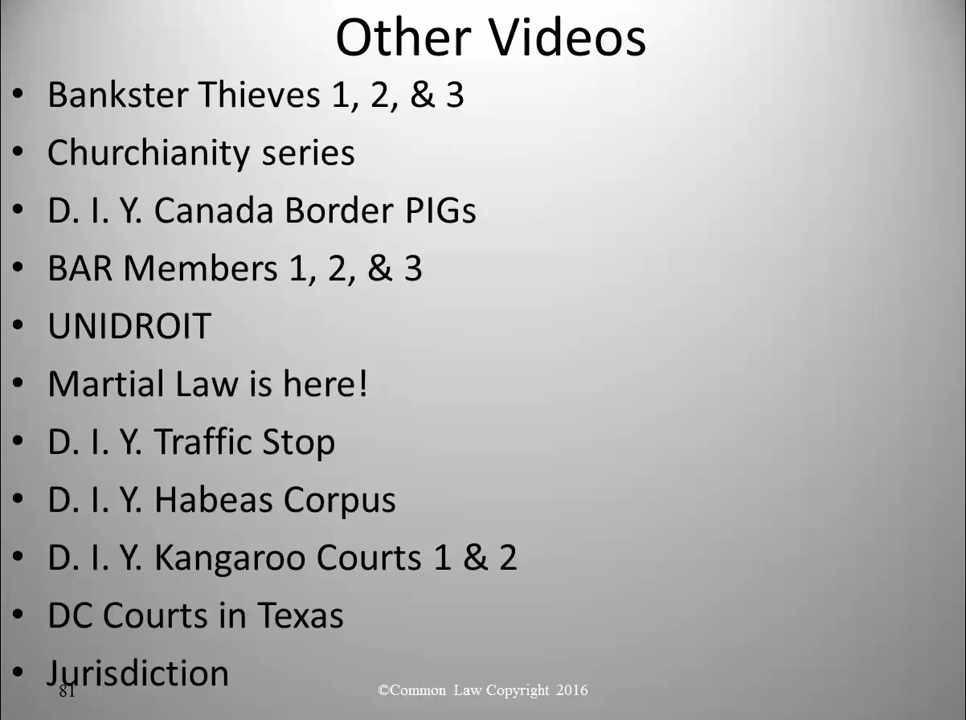 Other Videos
• Bankster Thieves 1, 2, & 3
• Churchianity series
• D. I. Y. Canada Border PIGs
• BAR Members 1, 2, & 3
• UNIDROIT
• Martial Law is here!
• D. I. Y. Traffic Stop
• D. I. Y. Habeas Corpus
• D. I. Y. Kangaroo Courts 1 & 2
• DC Courts in Texas
• Jurisdiction
81
©Common Law Copyright 2016